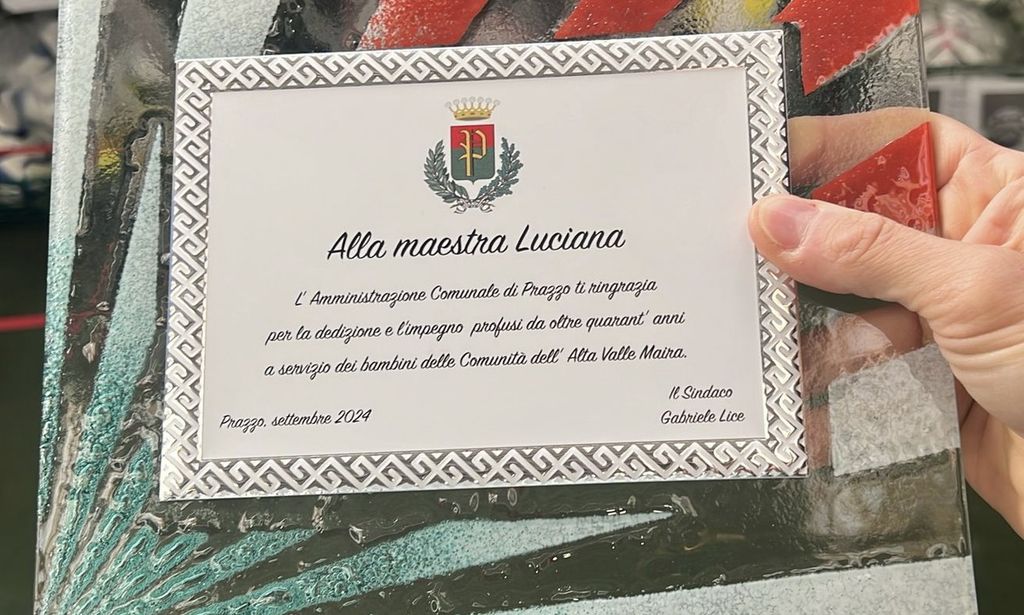 P
Alla maestra Luciana
L' Amministrazione Comunale di Prazzo ti ringrazia
per la dedizione e l'impegno profusi da oltre quarant' anni
a servizio dei bambini delle Comunità dell' Alta Valle Maira.
Il Sindaco
Prazzo, settembre 2024
Gabriele Lice